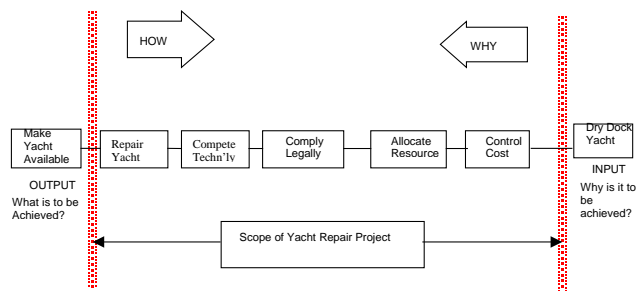 HOW
WHY
Make
Yacht
Available
Repair
Yacht
Compete
Techn'ly
Comply
Legally
Allocate
Resource
Control
Cost
Dry Dock
Yacht
OUTPUT
What is to be
Achieved?
INPUT
Why is it to
be
achieved?
Scope of Yacht Repair Project